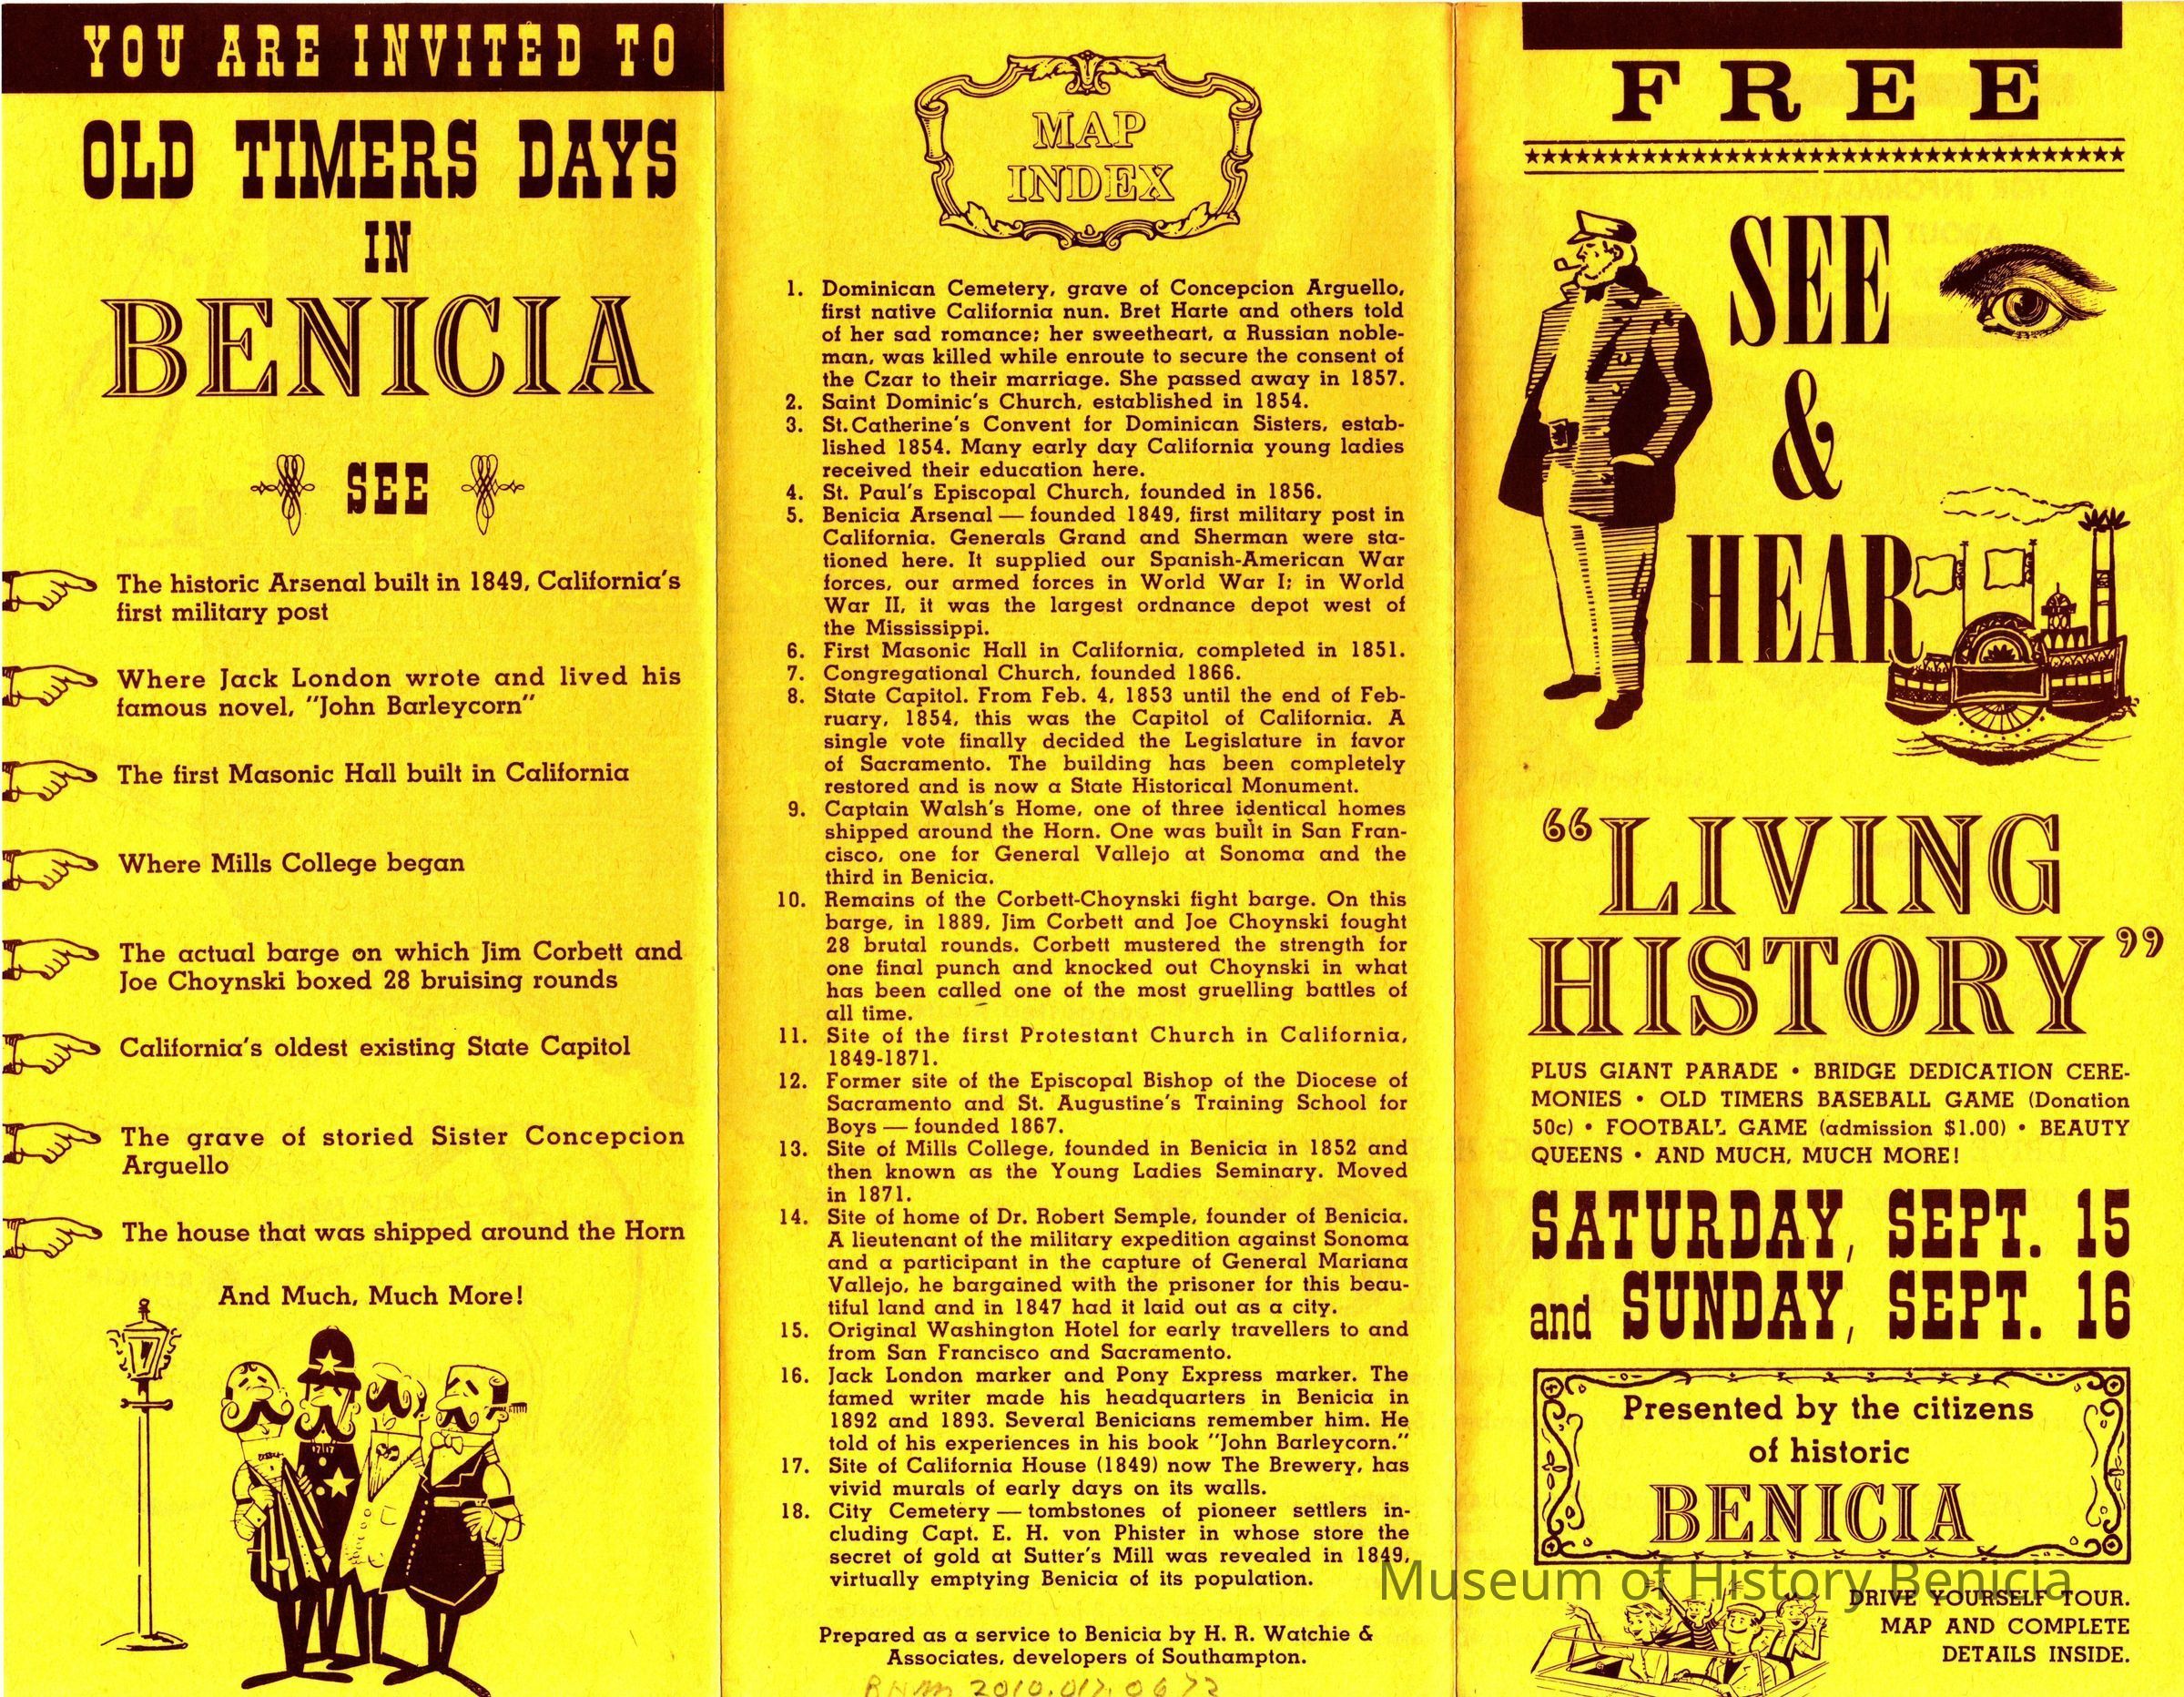 YOU ARE INVITED TO
OLD TIMERS DAYS
IN
BENICIA
SEE
The historic Arsenal built in 1849, California's
first military post
Where Jack London wrote and lived his
famous novel, "John Barleycorn"
The first Masonic Hall built in California
Where Mills College began
The actual barge on which Jim Corbett and
Joe Choynski boxed 28 bruising rounds
California's oldest existing State Capitol
The grave of storied Sister Concepcion
Arguello
The house that was shipped around the Horn
And Much, Much More!
MAP
INDEX
1. Dominican Cemetery, grave of Concepcion Arguello,
first native California nun. Bret Harte and others told
of her sad romance; her sweetheart, a Russian noble-
man, was killed while enroute to secure the consent of
the Czar to their marriage. She passed away in 1857.
2. Saint Dominic's Church, established in 1854.
3. St. Catherine's Convent for Dominican Sisters, estab-
lished 1854. Many early day California young ladies
received their education here.
4. St. Paul's Episcopal Church, founded in 1856.
5. Benicia Arsenal — founded 1849, first military post in
California. Generals Grand and Sherman were sta-
tioned here. It supplied our Spanish-American War
forces, our armed forces in World War I; in World
War II, it was the largest ordnance depot west of
the Mississippi.
6. First Masonic Hall in California, completed in 1851.
7. Congregational Church, founded 1866.
8. State Capitol. From Feb. 4, 1853 until the end of Feb-
ruary, 1854, this was the Capitol of California. A
single vote finally decided the Legislature in favor
of Sacramento. The building has been completely
restored and is now a State Historical Monument.
9. Captain Walsh's Home, one of three identical homes
shipped around the Horn. One was built in San Fran-
cisco, one for General Vallejo at Sonoma and the
third in Benicia.
10. Remains of the Corbett-Choynski fight barge. On this
barge, in 1889, Jim Corbett and Joe Choynski fought
28 brutal rounds. Corbett mustered the strength for
one final punch and knocked out Choynski in what
has been called one of the most gruelling battles of
all time.
11. Site of the first Protestant Church in California,
1849-1871.
12. Former site of the Episcopal Bishop of the Diocese of
Sacramento and St. Augustine's Training School for
Boys — founded 1867.
13. Site of Mills College, founded in Benicia in 1852 and
then known as the Young Ladies Seminary. Moved
in 1871.
14. Site of home of Dr. Robert Semple, founder of Benicia.
A lieutenant of the military expedition against Sonoma
and a participant in the capture of General Mariana
Vallejo, he bargained with the prisoner for this beau-
tiful land and in 1847 had it laid out as a city.
15. Original Washington Hotel for early travellers to and
from San Francisco and Sacramento.
16. Jack London marker and Pony Express marker. The
famed writer made his headquarters in Benicia in
1892 and 1893. Several Benicians remember him. He
told of his experiences in his book "John Barleycorn."
17. Site of California House (1849) now The Brewery, has
vivid murals of early days on its walls.
18. City Cemetery — tombstones of pioneer settlers in-
cluding Capt. E. H. von Phister in whose store the
secret of gold at Sutter's Mill was revealed in 1849,
virtually emptying Benicia of its population.
Prepared as a service to Benicia by H. R. Watchie &
Associates, developers of Southampton.
2010.017.0672
FREE
SEE
&
HEAR
"LIVING
HISTORY"
PLUS GIANT PARADE • BRIDGE DEDICATION CERE-
MONIES • OLD TIMERS BASEBALL GAME (Donation
50c) • FOOTBALL GAME (admission $1.00) • BEAUTY
QUEENS • AND MUCH, MUCH MORE!
SATURDAY, SEPT. 15
and SUNDAY, SEPT. 16
Presented by the citizens
of historic
BENICIA
Museum of History Benicia
DRIVE YOURSELF TOUR.
MAP AND COMPLETE
DETAILS INSIDE.